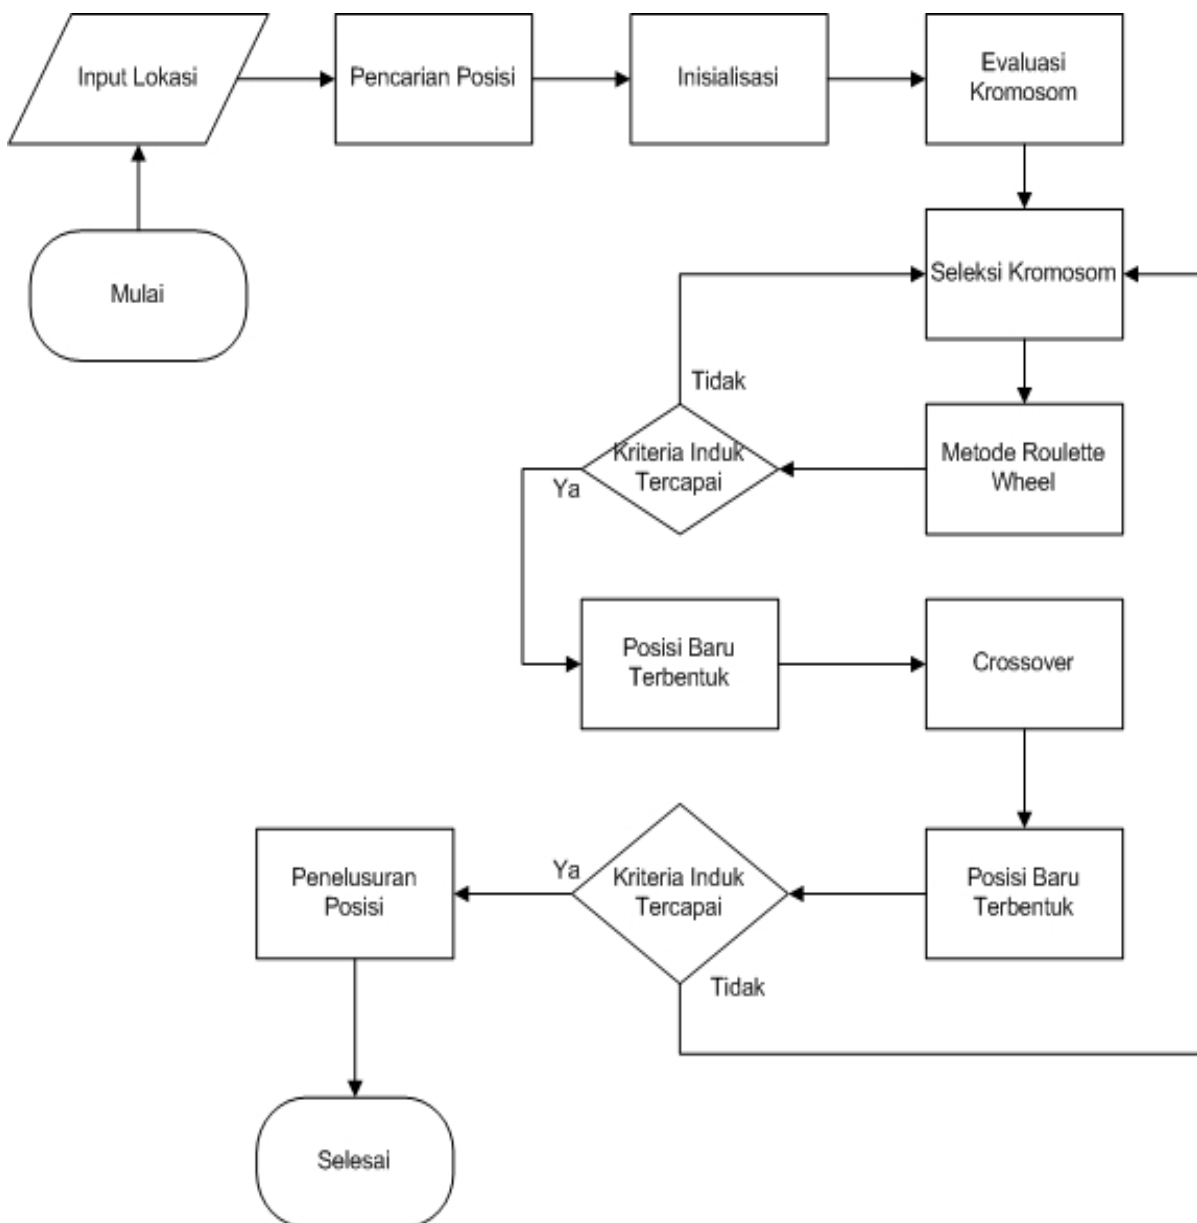 Input Lokasi
Pencarian Posisi
Inisialisasi
Evaluasi
Kromosom
Mulai
Seleksi Kromosom
Tidak
Kriteria Induk
Tercapai
Ya
Metode Roulette
Wheel
Posisi Baru
Terbentuk
Crossover
Penelusuran
Posisi
Ya
Kriteria Induk
Tercapai
Posisi Baru
Terbentuk
Tidak
Selesai